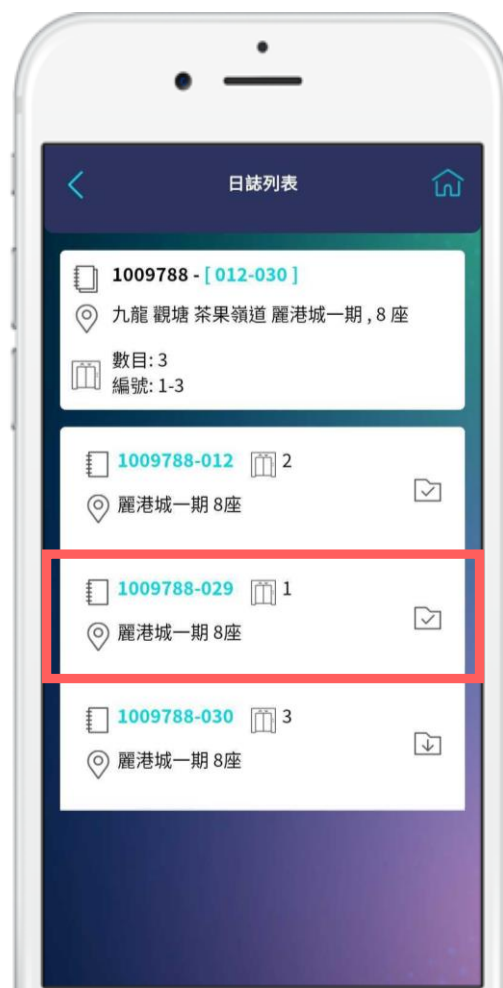 日誌列表
1009788 - [ 012-030 ]
九龍 觀塘 茶果嶺道 麗港城一期 , 8 座
數目: 3
編號: 1-3
1009788-012 2
麗港城一期 8座
1009788-029 1
麗港城一期 8座
1009788-030 3
麗港城一期 8座